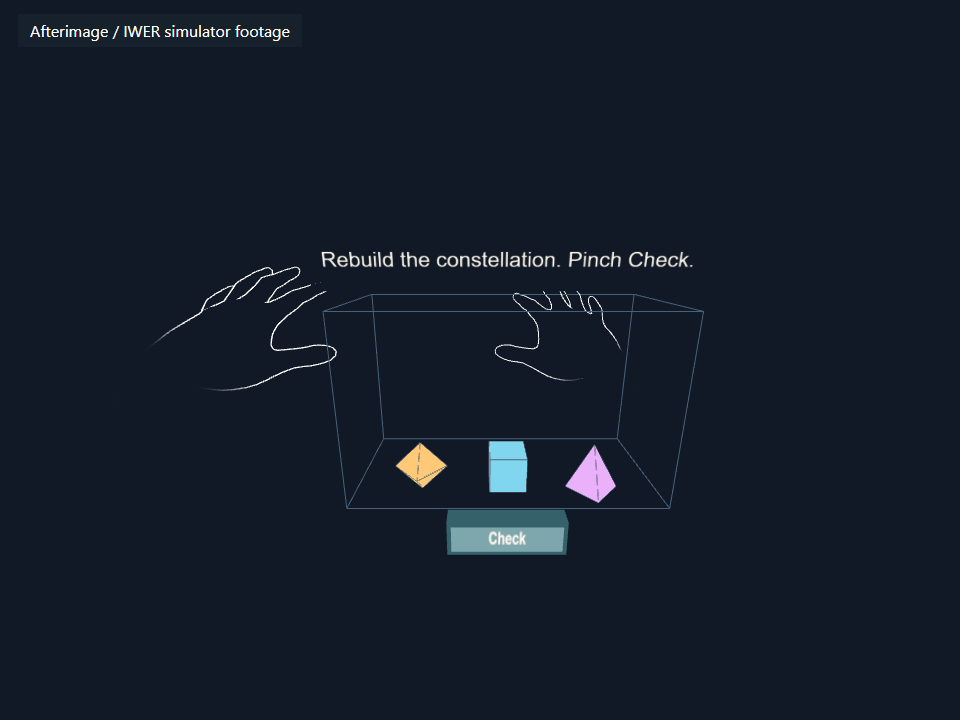 Afterimage / IWER simulator footage
Rebuild the constellation. Pinch Check.
Check